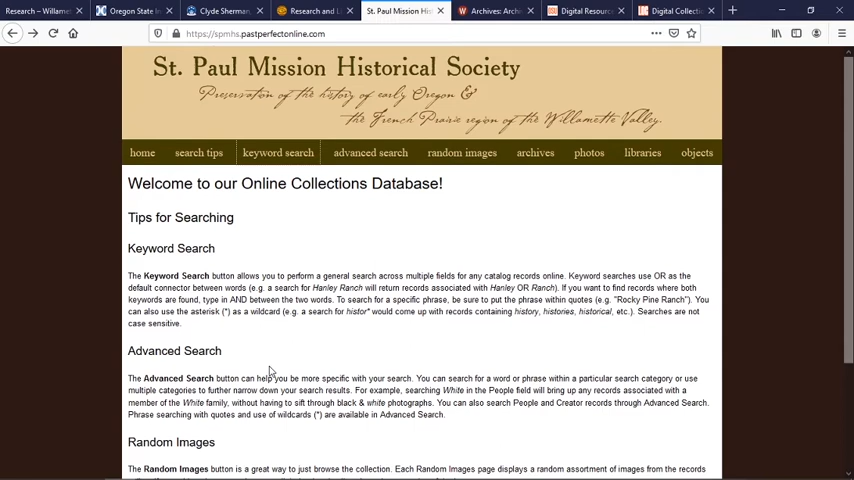 Research – Willamet
Oregon State In
Clyde Sherman
Research and Li
St. Paul Mission His
Archives: Archi
Digital Resourc
Digital Collecti
https://spmhs.pastperfectonline.com
St. Paul Mission Historical Society
Preservation of the history of early Oregon &
the French Prairie region of the Willamette Valley.
home search tips keyword search advanced search random images archives photos libraries objects
Welcome to our Online Collections Database!
Tips for Searching
Keyword Search
The Keyword Search button allows you to perform a general search across multiple fields for any catalog records online. Keyword searches use OR as the
default connector between words (e.g. a search for Hanley Ranch will return records associated with Hanley OR Ranch). If you want to find records where both
keywords are found, type in AND between the two words. To search for a specific phrase, be sure to put the phrase within quotes (e.g. "Rocky Pine Ranch"). You
can also use the asterisk (*) as a wildcard (e.g. a search for histor* would come up with records containing history, histories, historical, etc.). Searches are not
case sensitive.
Advanced Search
The Advanced Search button can help you be more specific with your search. You can search for a word or phrase within a particular search category or use
multiple categories to further narrow down your search results. For example, searching White in the People field will bring up any records associated with a
member of the White family, without having to sift through black & white photographs. You can also search People and Creator records through Advanced Search.
Phrase searching with quotes and use of wildcards (*) are available in Advanced Search.
Random Images
The Random Images button is a great way to just browse the collection. Each Random Images page displays a random assortment of images from the records